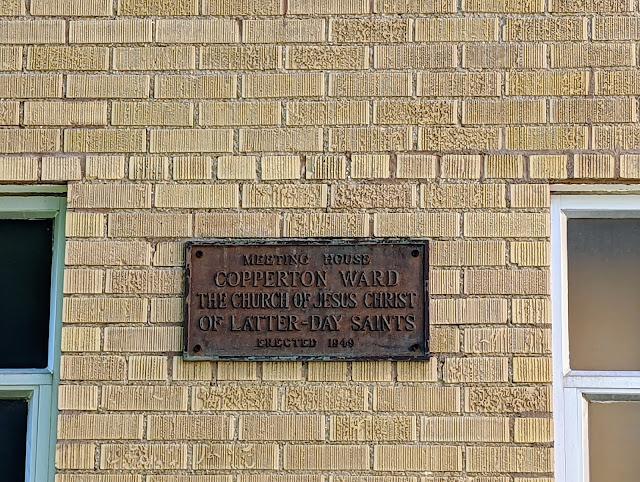 MEETING HOUSE
COPPERTON WARD
THE CHURCH OF JESUS CHRIST
OF LATTER-DAY SAINTS
ERECTED 1949